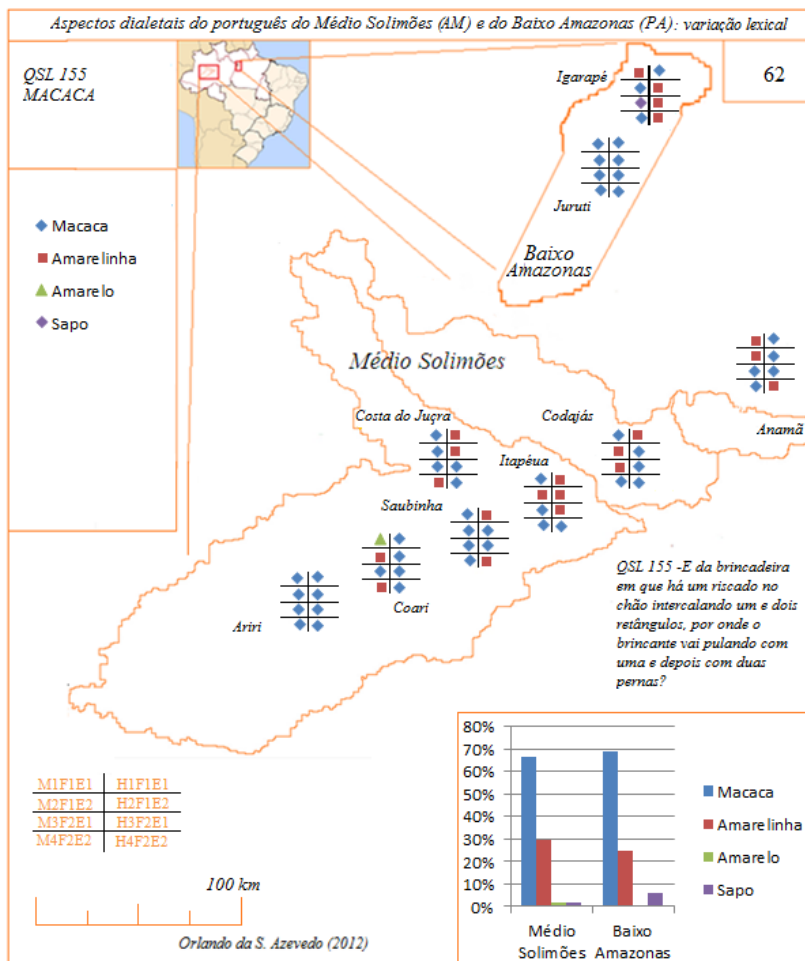 Aspectos dialetais do português do Médio Solimões (AM) e do Baixo Amazonas (PA): variação lexical
QSL 155
MACACA
62
Igarapé
Juruti
Baixo
Amazonas
Macaca
Amarelinha
Amarelo
Sapo
Médio Solimões
Costa do Juçra
Codajás
Anamã
Itapéua
Saubinha
Coari
Ariri
QSL 155 -E da brincadeira
em que há um riscado no
chão intercalando um e dois
retângulos, por onde o
brincante vai pulando com
uma e depois com duas
pernas?
M1F1E1 H1F1E1
M2F1E2 H2F1E2
M3F2E1 H3F2E1
M4F2E2 H4F2E2
100 km
Orlando da S. Azevedo (2012)
80%
70%
60%
50%
40%
30%
20%
10%
0%
Médio
Solimões
Baixo
Amazonas
Macaca
Amarelinha
Amarelo
Sapo